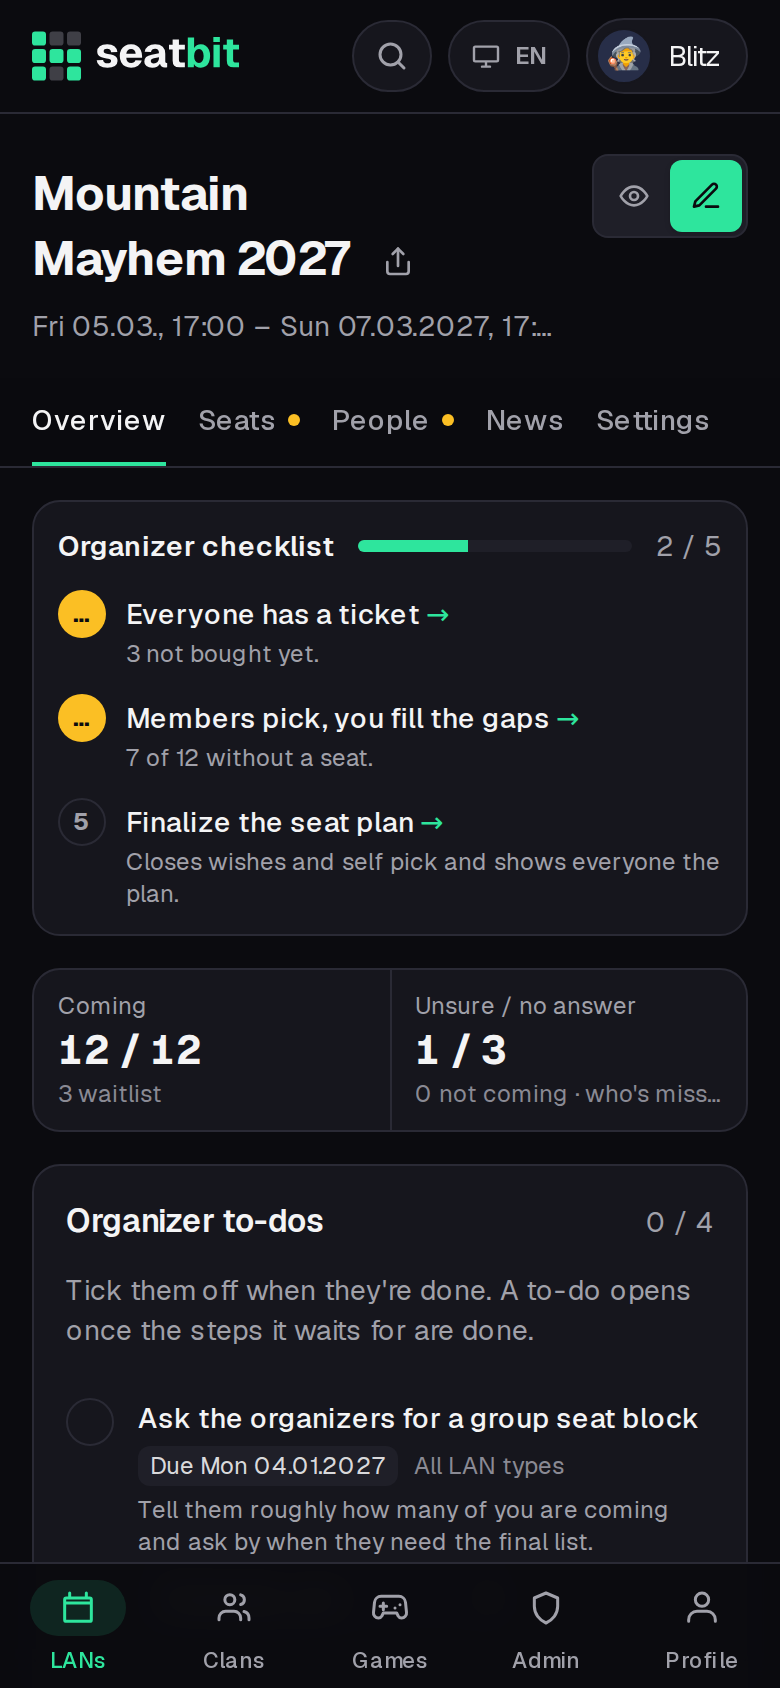 seatbit
EN
Blitz
Mountain
Mayhem 2027
Fri 05.03., 17:00 – Sun 07.03.2027, 17:...
Overview
Seats
People
News
Settings
Organizer checklist
2 / 5
...
Everyone has a ticket →
3 not bought yet.
...
Members pick, you fill the gaps →
7 of 12 without a seat.
5
Finalize the seat plan →
Closes wishes and self pick and shows everyone the
plan.
Coming
12 / 12
3 waitlist
Unsure / no answer
1 / 3
0 not coming · who's miss...
Organizer to-dos
0 / 4
Tick them off when they're done. A to-do opens
once the steps it waits for are done.
Ask the organizers for a group seat block
Due Mon 04.01.2027
All LAN types
Tell them roughly how many of you are coming
and ask by when they need the final list.
LANs
Clans
Games
Admin
Profile